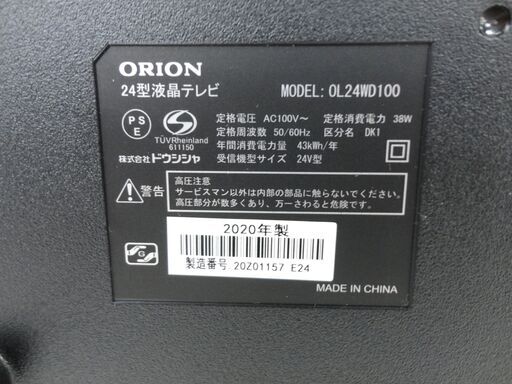 ORION
24型液晶テレビ MODEL: OL24WD100
PS
E
S
TÜVRheinland
611150
株式会社ドウシシャ
定格電圧 AC100V～ 定格消費電力 38W
定格周波数 50/60Hz 区分名 DK1
年間消費電力量 43kWh/年
受信機型サイズ 24V型
警告
高圧注意
サービスマン以外は内部の部品に触らないでください。
高圧部分が数多くあり、万一さわると危険です。
G
2020年製
製造番号 20Z01157 E24
MADE IN CHINA